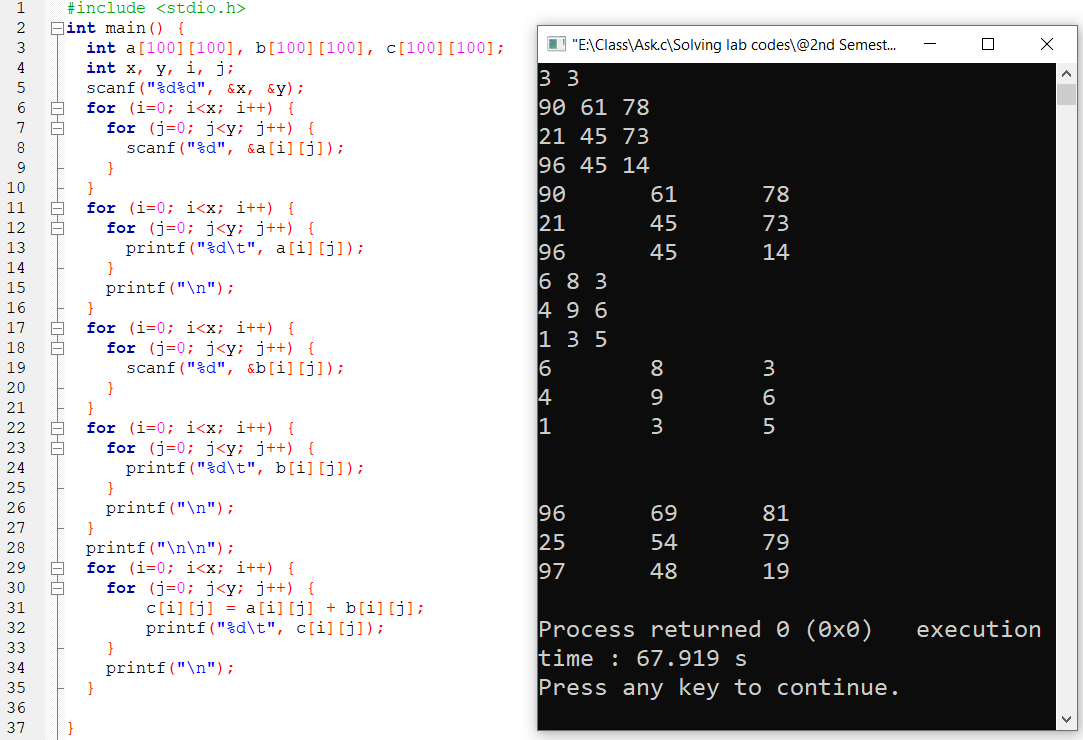 1 #include <stdio.h>
2 int main() {
3 int a[100][100], b[100][100], c[100][100];
4 int x, y, i, j;
5 scanf("%d%d", &x, &y);
6 for (i=0; i<x; i++) {
7 for (j=0; j<y; j++) {
8 scanf("%d", &a[i][j]);
9 }
10 }
11 for (i=0; i<x; i++) {
12 for (j=0; j<y; j++) {
13 printf("%d\t", a[i][j]);
14 }
15 printf("\n");
16 }
17 for (i=0; i<x; i++) {
18 for (j=0; j<y; j++) {
19 scanf("%d", &b[i][j]);
20 }
21 }
22 for (i=0; i<x; i++) {
23 for (j=0; j<y; j++) {
24 printf("%d\t", b[i][j]);
25 }
26 printf("\n");
27 }
28 printf("\n\n");
29 for (i=0; i<x; i++) {
30 for (j=0; j<y; j++) {
31 c[i][j] = a[i][j] + b[i][j];
32 printf("%d\t", c[i][j]);
33 }
34 printf("\n");
35 }
36
37 }
"E:\Class\Ask.c\Solving lab codes\@2nd Semest...
3 3
90 61 78
21 45 73
96 45 14
90 61 78
21 45 73
96 45 14
6 8 3
4 9 6
1 3 5
6 8 3
4 9 6
1 3 5
96 69 81
25 54 79
97 48 19
Process returned 0 (0x0) execution
time : 67.919 s
Press any key to continue.